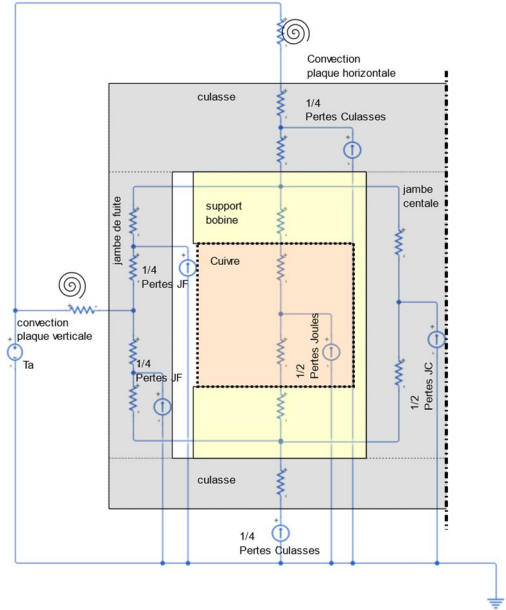 Convection
plaque horizontale
culasse
1/4
Pertes Culasses
jambe
centale
support
bobine
jambe de fuite
Cuivre
1/4
Pertes JF
convection
plaque verticale
Ta
1/4
Pertes JF
1/2
Pertes Joules
1/2
Pertes JC
culasse
1/4
Pertes Culasses